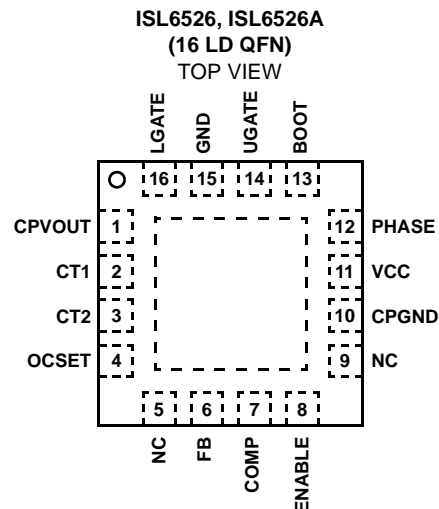 ISL6526, ISL6526A
(16 LD QFN)
TOP VIEW
LGATE
GND
UGATE
BOOT
16 15 14 13
CPVOUT 1 12 PHASE
CT1 2 11 VCC
CT2 3 10 CPGND
OCSET 4 9 NC
5 6 7 8
NC
FB
COMP
ENABLE